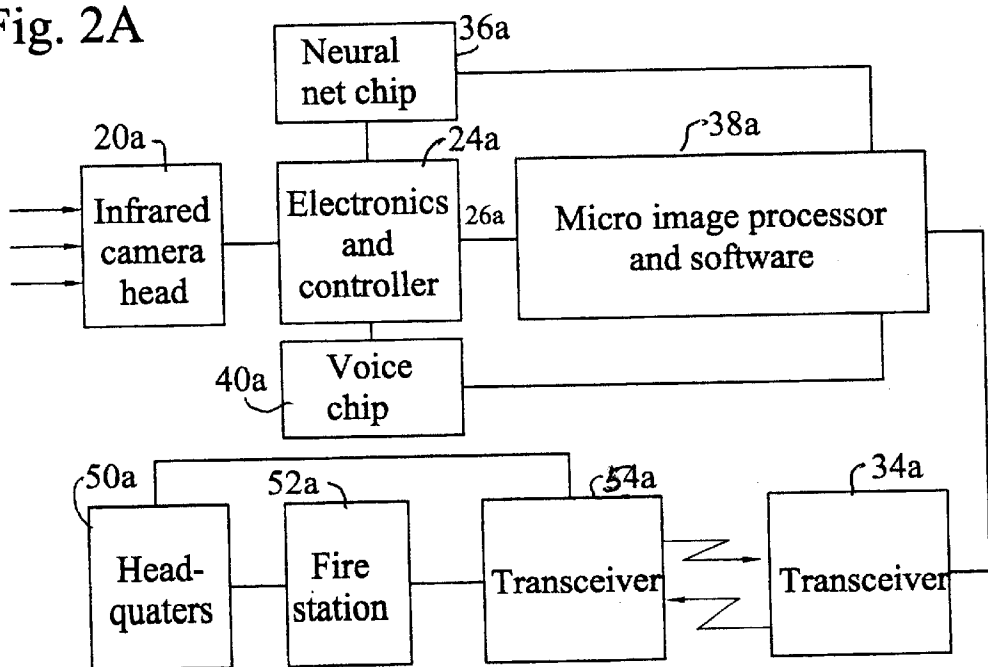 Fig. 2A
36a
Neural
net chip
20a
24a
38a
Infrared
camera
head
Electronics
and
controller
26a
Micro image processor
and software
40a
Voice
chip
50a
52a
54a
34a
Head-
quaters
Fire
station
Transceiver
Transceiver